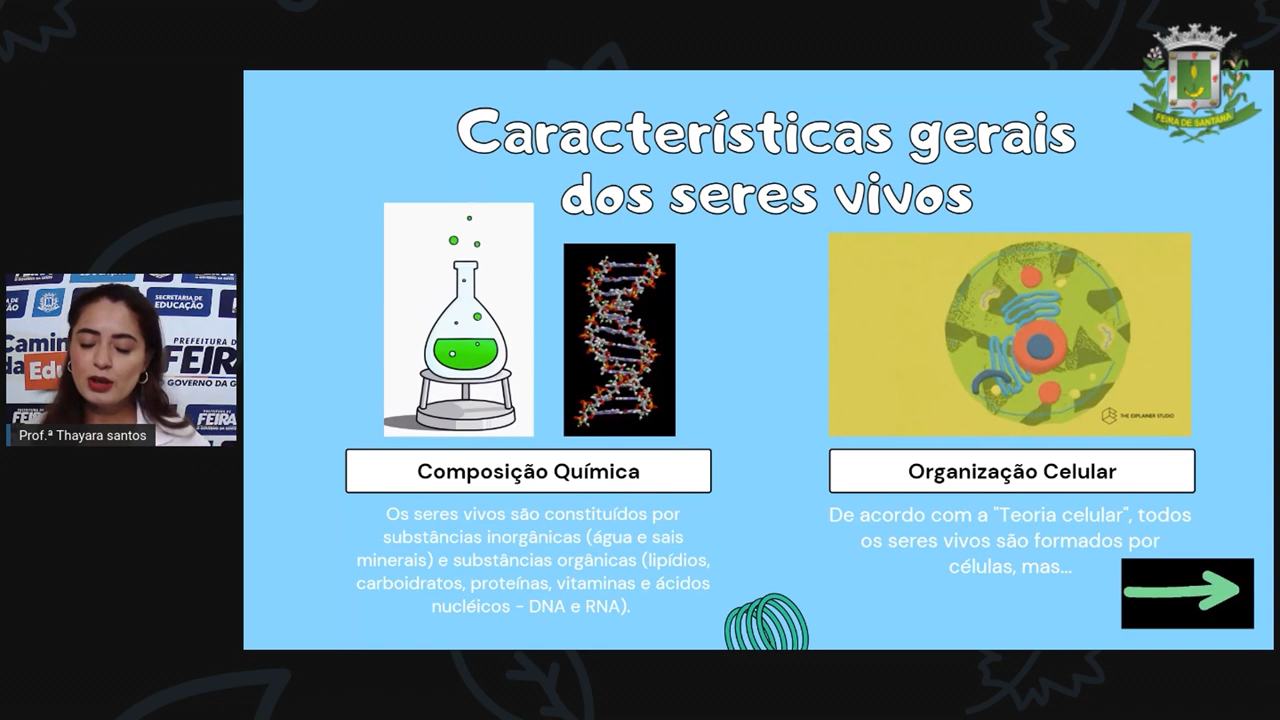 FEIRA DE SANTANA
Características gerais
dos seres vivos
THE EXPLAINER STUDIO
SECRETARIA DE
EDUCAÇÃO
PREFEITURA
FEIRA
GOVERNO DA
Prof.ª Thayara santos
Composição Química
Os seres vivos são constituídos por
substâncias inorgânicas (água e sais
minerais) e substâncias orgânicas (lipídios,
carboidratos, proteínas, vitaminas e ácidos
nucléicos - DNA e RNA).
Organização Celular
De acordo com a "Teoria celular", todos
os seres vivos são formados por
células, mas...